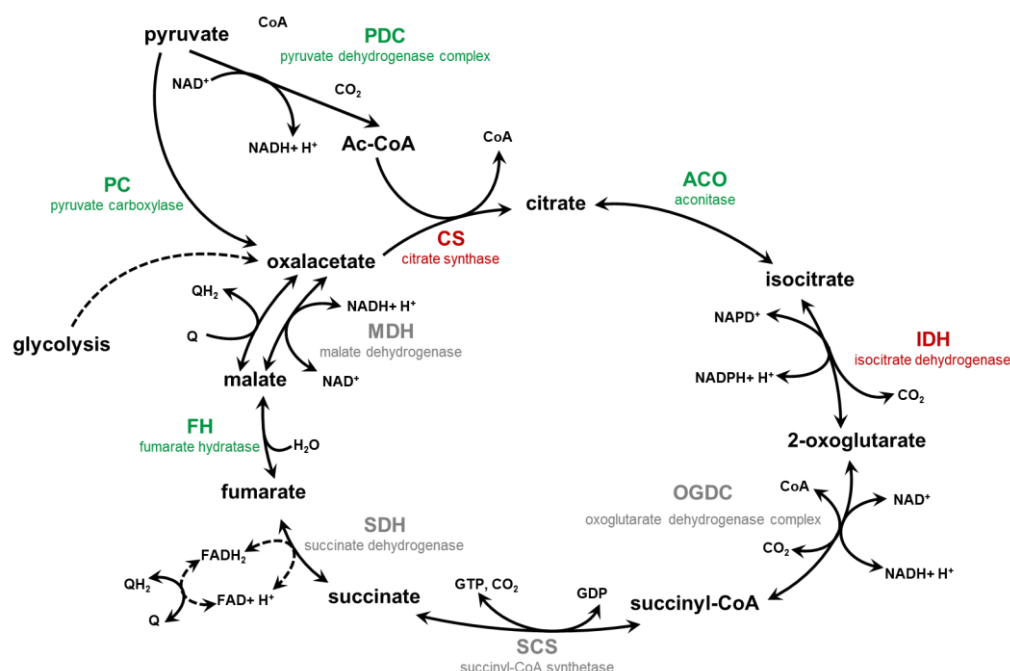 pyruvate
CoA
PDC
pyruvate dehydrogenase complex
NAD⁺
CO₂
NADH+ H⁺
Ac-CoA
CoA
PC
pyruvate carboxylase
citrate
ACO
aconitase
CS
citrate synthase
oxalacetate
isocitrate
QH₂
NADH+ H⁺
Q
MDH
malate dehydrogenase
glycolysis
NAPD⁺
IDH
isocitrate dehydrogenase
malate
NAD⁺
NADPH+ H⁺
CO₂
FH
fumarate hydratase
H₂O
2-oxoglutarate
fumarate
OGDC
oxoglutarate dehydrogenase complex
CoA
NAD⁺
SDH
succinate dehydrogenase
FADH₂
CO₂
NADH+ H⁺
QH₂
FAD+ H⁺
Q
succinate
GTP, CO₂
GDP
succinyl-CoA
SCS
succinyl-CoA synthetase